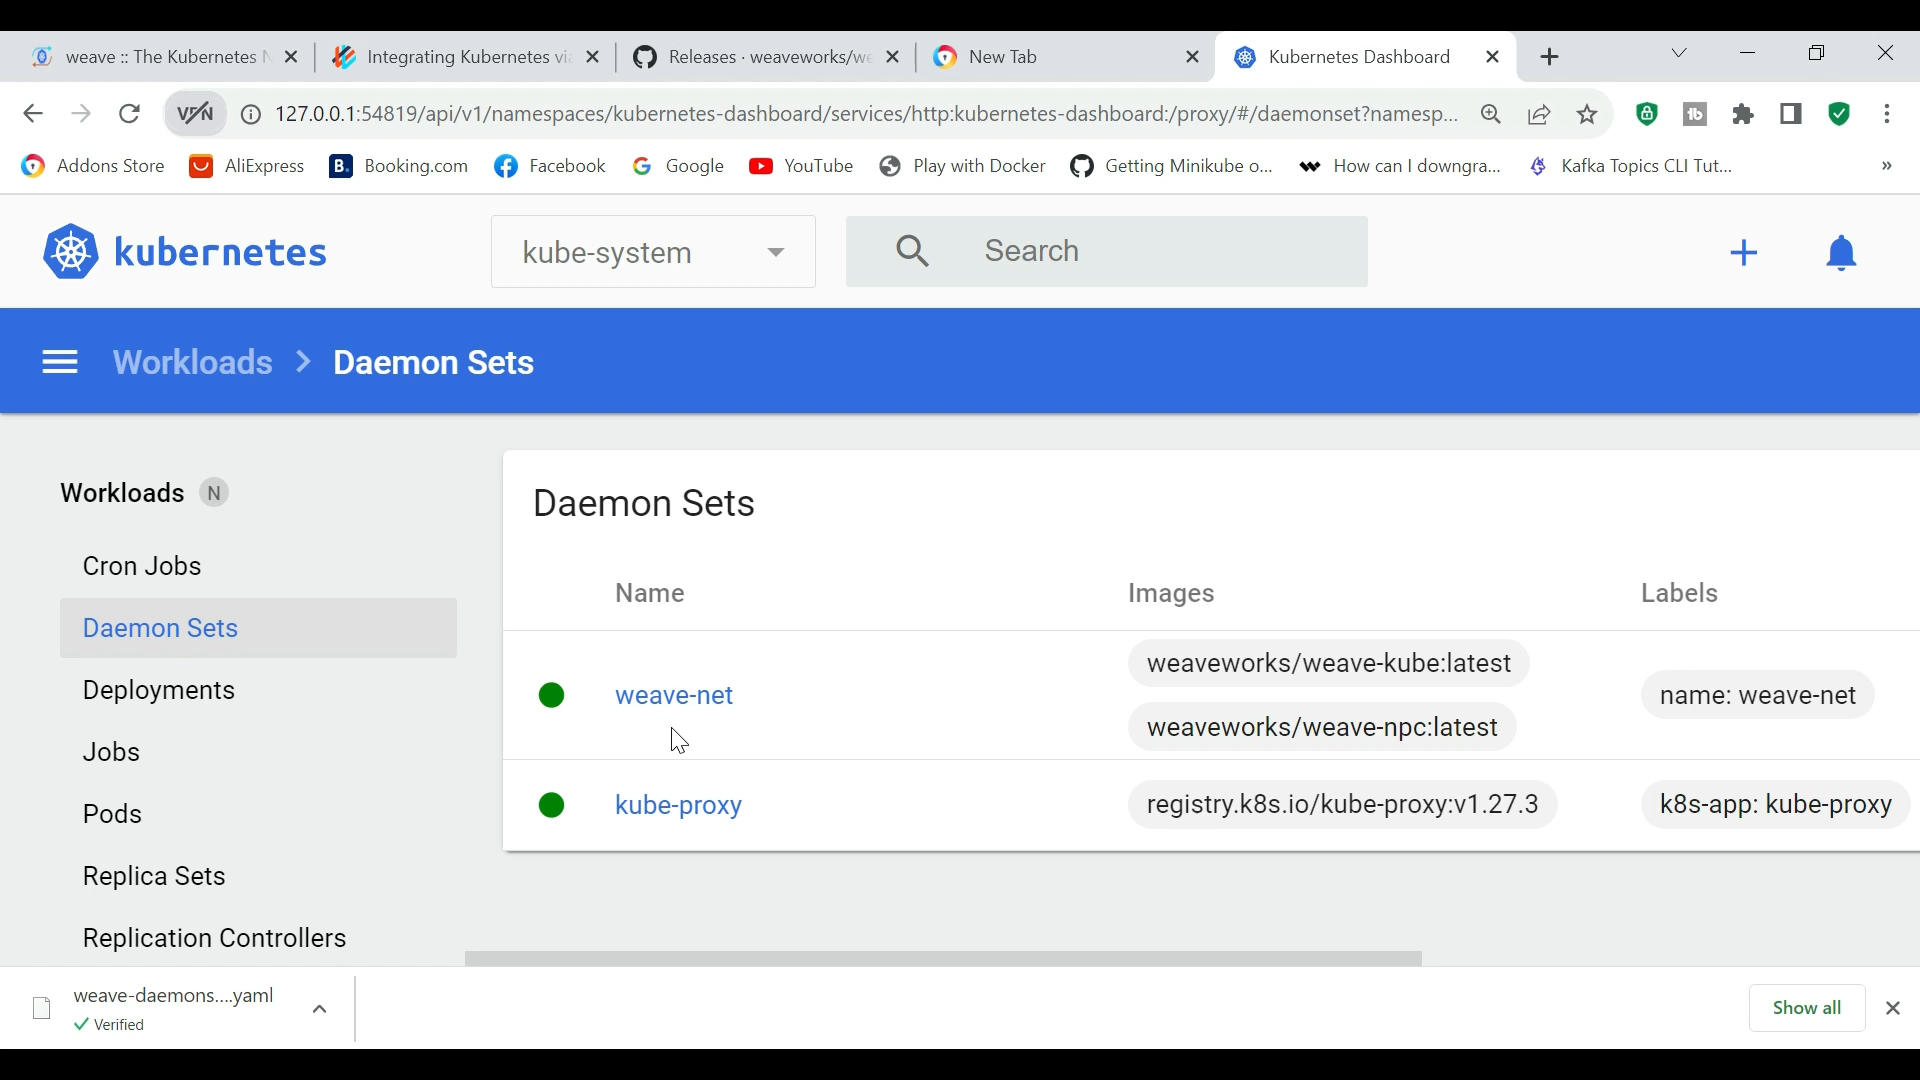 weave :: The Kubernetes N
Integrating Kubernetes via
Releases · weaveworks/we
New Tab
Kubernetes Dashboard
VPN
127.0.0.1:54819/api/v1/namespaces/kubernetes-dashboard/services/http:kubernetes-dashboard:/proxy/#/daemonset?namesp...
tb
Addons Store
AliExpress
B.
Booking.com
Facebook
Google
YouTube
Play with Docker
Getting Minikube o...
How can I downgra...
Kafka Topics CLI Tut...
»
kubernetes
kube-system
Search
Workloads > Daemon Sets
Workloads N
Cron Jobs
Daemon Sets
Deployments
Jobs
Pods
Replica Sets
Replication Controllers
Daemon Sets
Name Images Labels
weave-net
weaveworks/weave-kube:latest
weaveworks/weave-npc:latest
name: weave-net
kube-proxy
registry.k8s.io/kube-proxy:v1.27.3
k8s-app: kube-proxy
weave-daemons....yaml
Verified
Show all